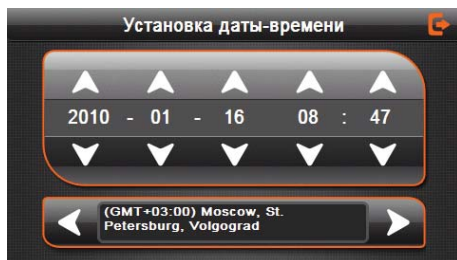 Установка даты-времени
2010 - 01 - 16 08 : 47
(GMT+03:00) Moscow, St.
Petersburg, Volgograd